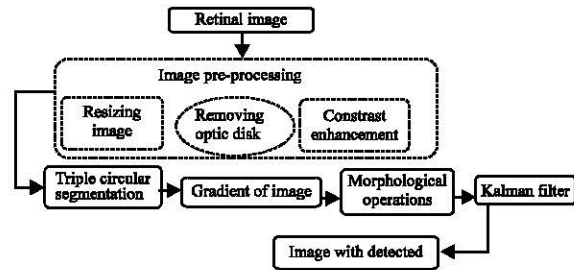 Retinal image
Image pre-processing
Resizing
image
Removing
optic disk
Constrast
enhancement
Triple circular
segmentation
Gradient of image
Morphological
operations
Kalman filter
Image with detected